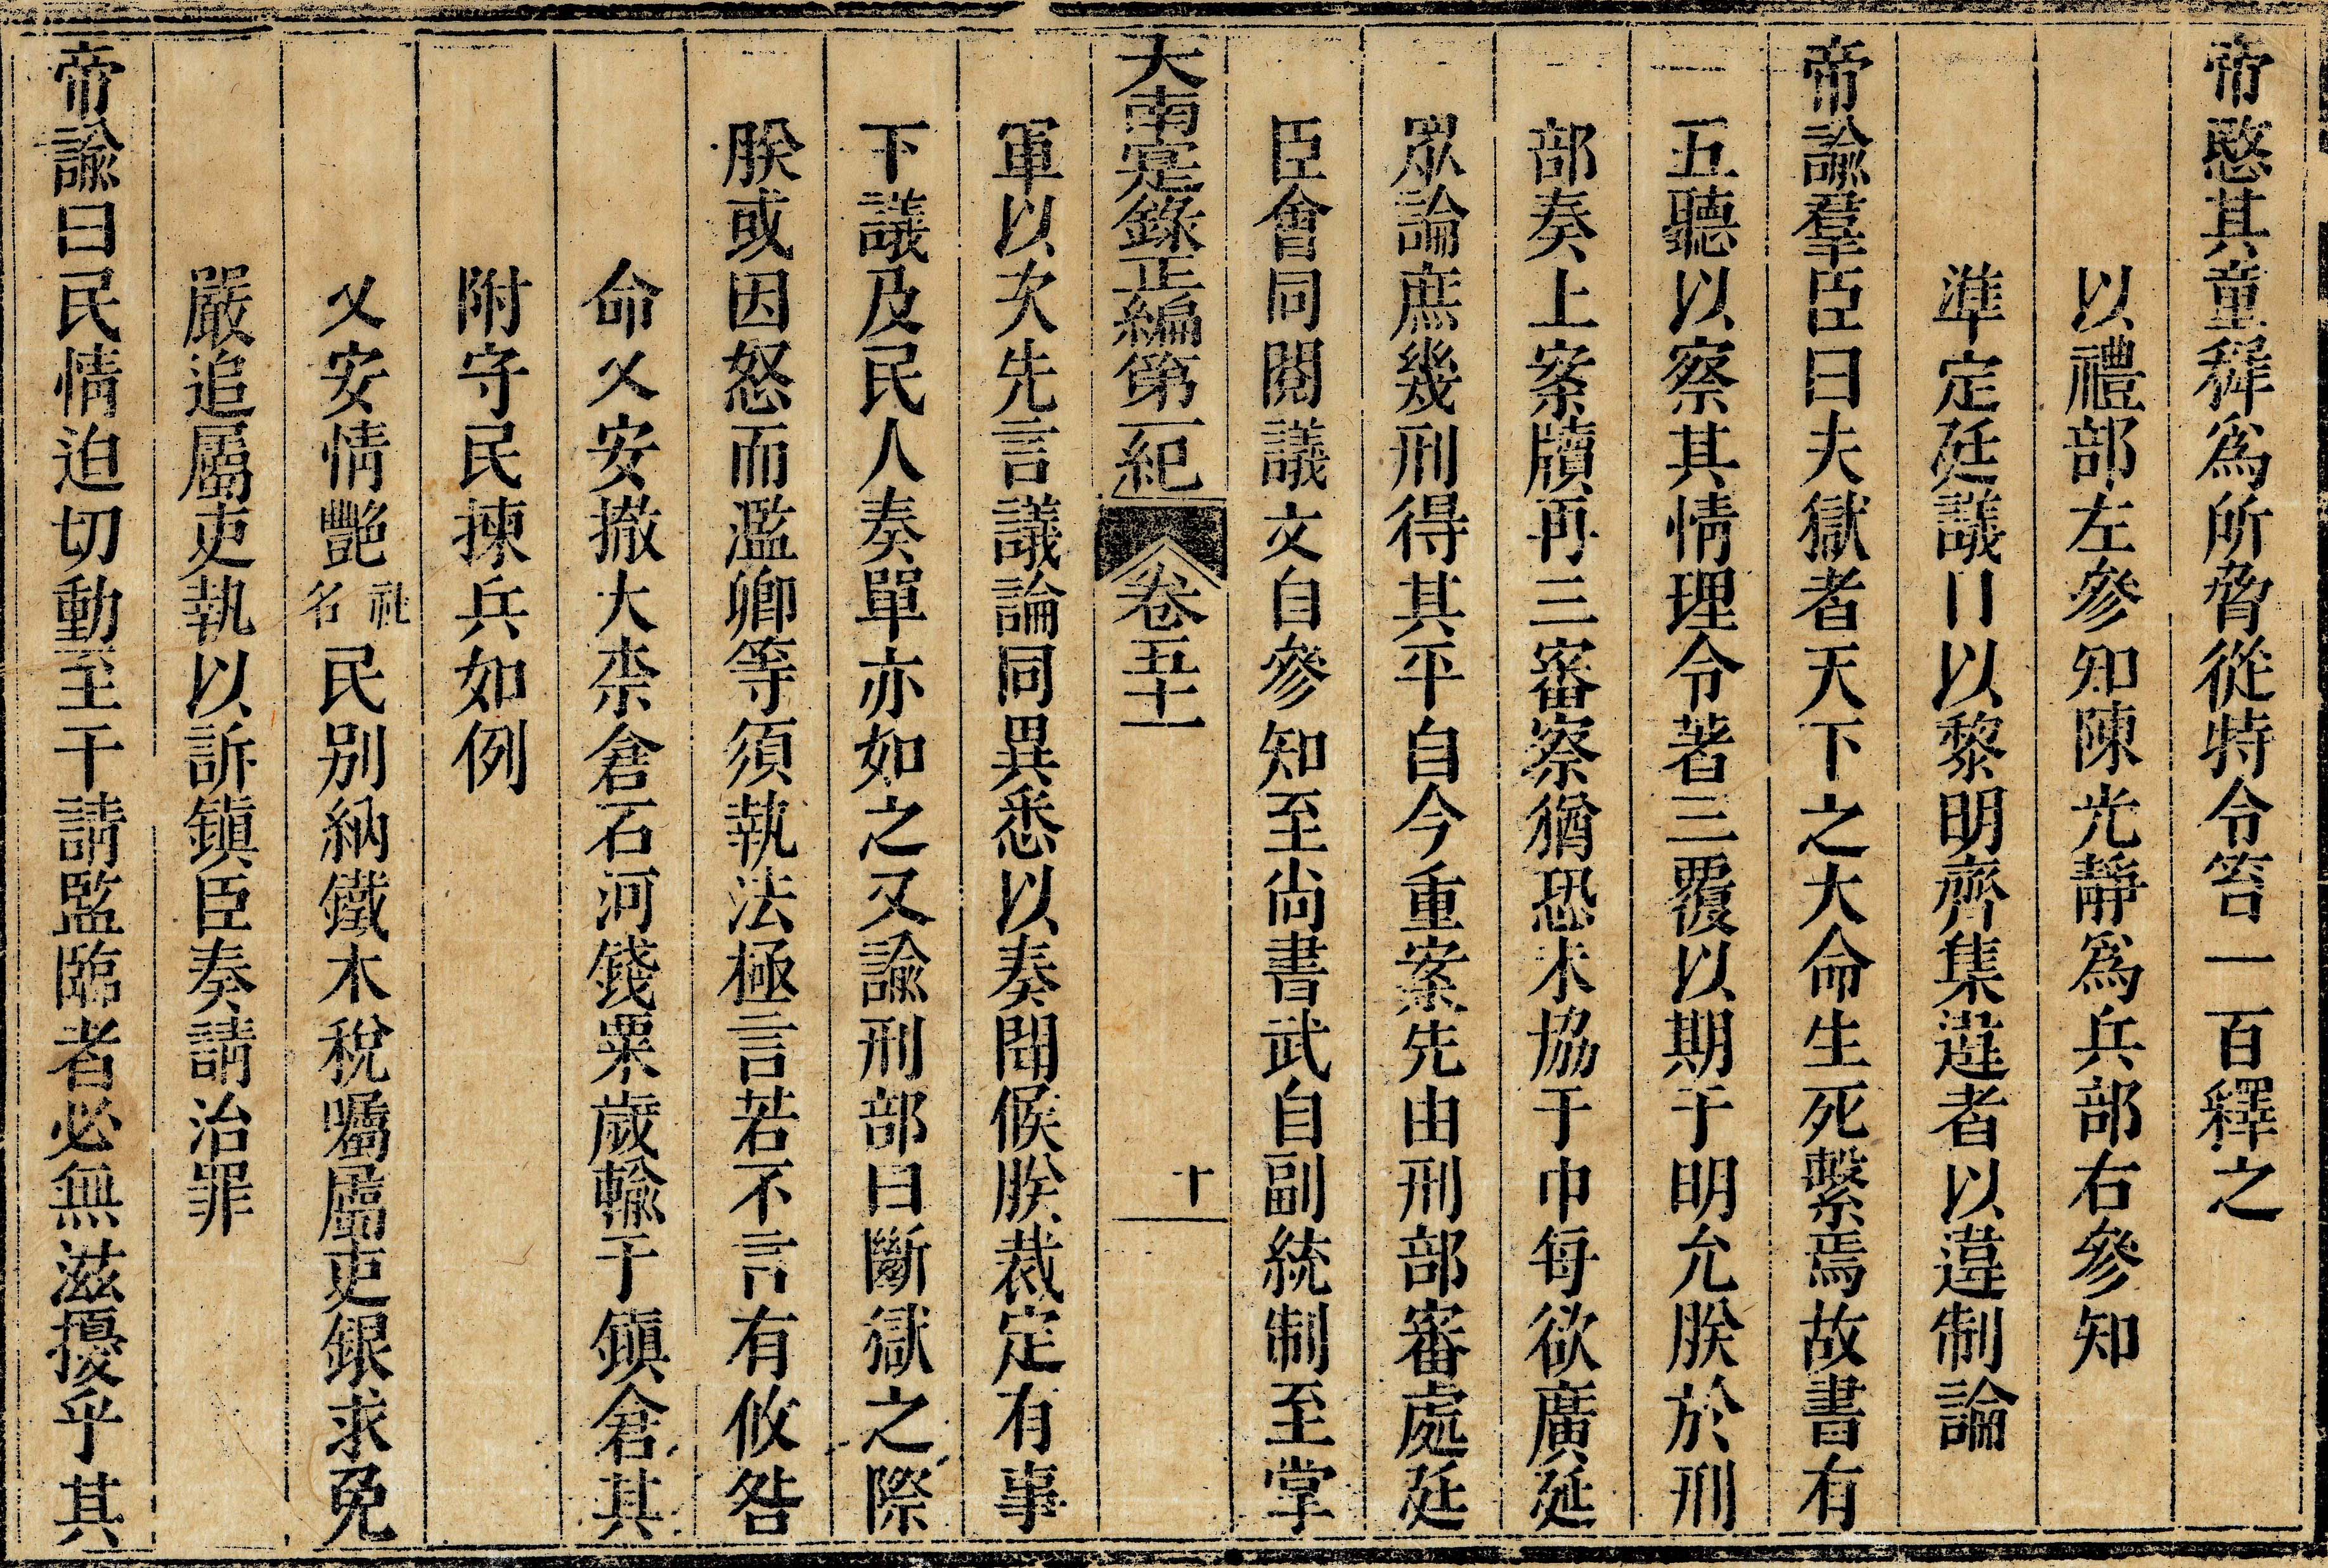 帝愍其童穉爲所脅從特令笞一百釋之
以禮部左參知陳光靜爲兵部右參知
準定廷議日以黎明齊集違者以違制論
帝諭羣臣曰夫獄者天下之大命生死繫焉故書有
五聽以察其情理令著三覆以期于明允朕於刑
部奏上案牘再三審察猶恐未協于中每欲廣延
眾論庶幾刑得其平自今重案先由刑部審處廷
臣會同閱議文自參知至尚書武自副統制至掌
大南寔錄正編第一紀 卷五十一 十
軍以次先言議論同異悉以奏聞候朕裁定有事
下議及民人奏單亦如之又諭刑部曰斷獄之際
朕或因怒而濫卿等須執法極言若不言有攸咎
命乂安撤大柰倉石河錢粟歲輸于鎮倉其
附守民揀兵如例
乂安情艷社名民別納鐵木稅囑屬吏銀求免
嚴追屬吏執以訴鎮臣奏請治罪
帝諭曰民情迫切動至干請監臨者必無滋擾乎其